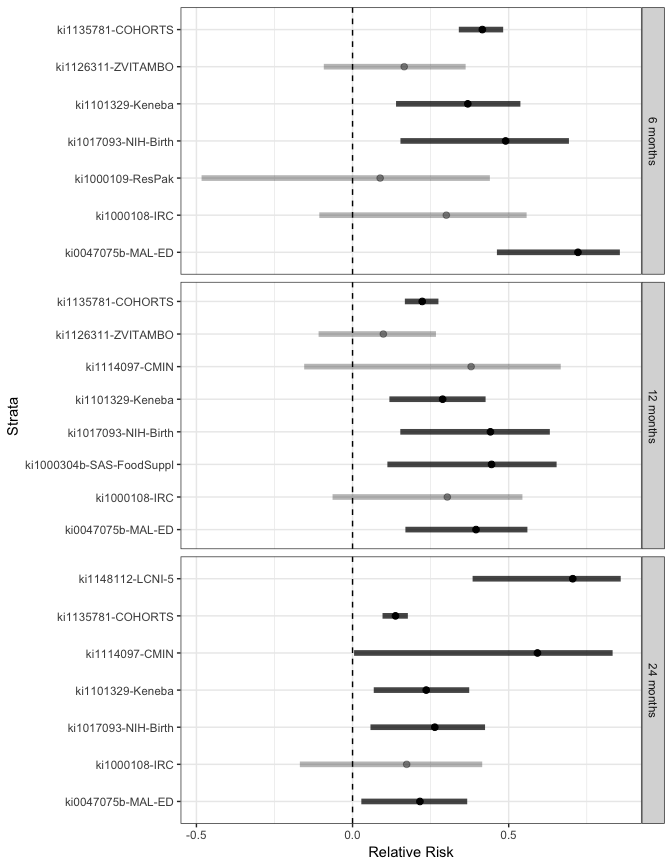 ki1135781-COHORTS
ki1126311-ZVITAMBO
ki1101329-Keneba
ki1017093-NIH-Birth
ki1000109-ResPak
ki1000108-IRC
ki0047075b-MAL-ED
6 months
ki1135781-COHORTS
ki1126311-ZVITAMBO
ki1114097-CMIN
ki1101329-Keneba
ki1017093-NIH-Birth
ki1000304b-SAS-FoodSuppl
ki1000108-IRC
ki0047075b-MAL-ED
12 months
ki1148112-LCNI-5
ki1135781-COHORTS
ki1114097-CMIN
ki1101329-Keneba
ki1017093-NIH-Birth
ki1000108-IRC
ki0047075b-MAL-ED
24 months
Strata
-0.5 0.0 0.5
Relative Risk